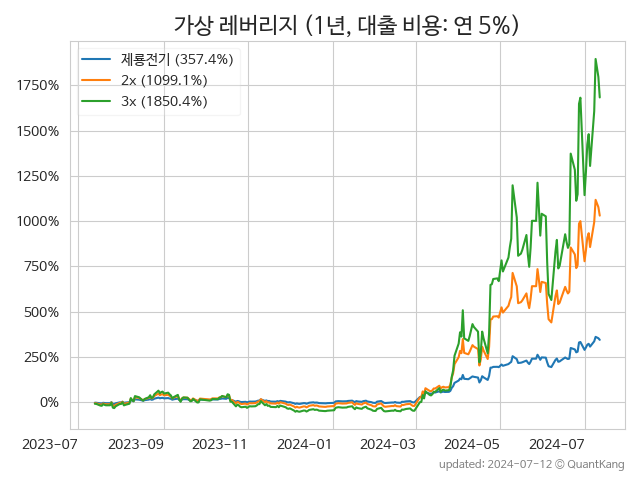 가상 레버리지 (1년, 대출 비용: 연 5%)
제룡전기 (357.4%)
2x (1099.1%)
3x (1850.4%)
1750%
1500%
1250%
1000%
750%
500%
250%
0%
2023-07 2023-09 2023-11 2024-01 2024-03 2024-05 2024-07
updated: 2024-07-12 © QuantKang